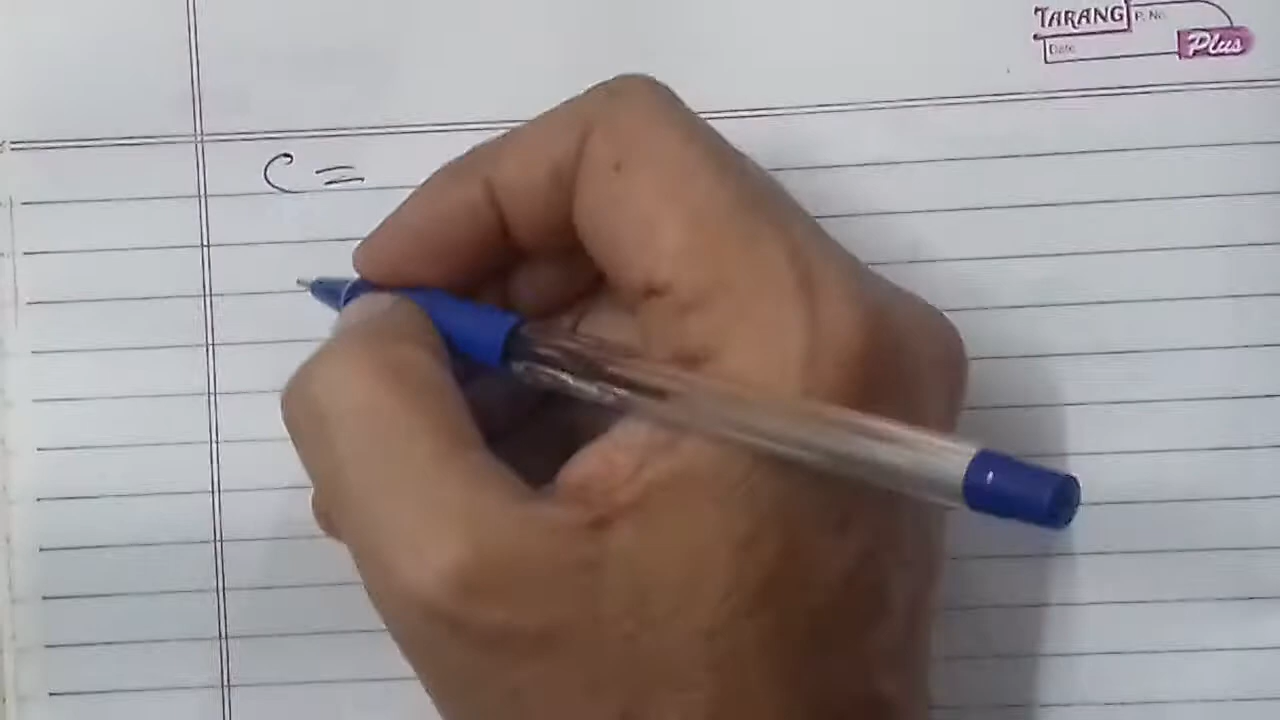 TARANG P. No.
Date Plus
C =